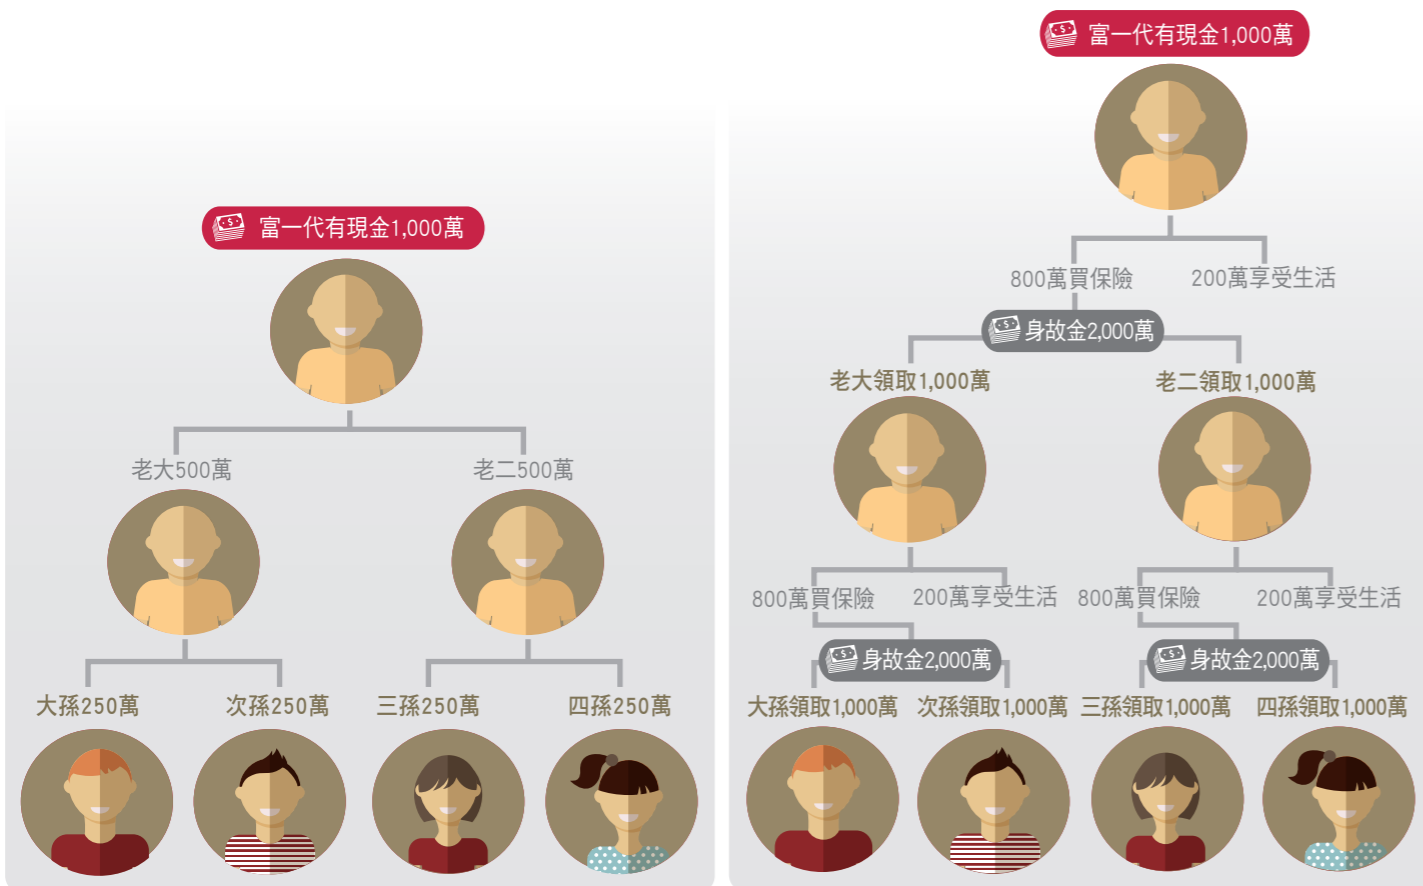 富一代有現金1,000萬
老大500萬
老二500萬
大孫250萬
次孫250萬
三孫250萬
四孫250萬
富一代有現金1,000萬
800萬買保險
200萬享受生活
身故金2,000萬
老大領取1,000萬
老二領取1,000萬
800萬買保險
200萬享受生活
800萬買保險
200萬享受生活
身故金2,000萬
身故金2,000萬
大孫領取1,000萬
次孫領取1,000萬
三孫領取1,000萬
四孫領取1,000萬